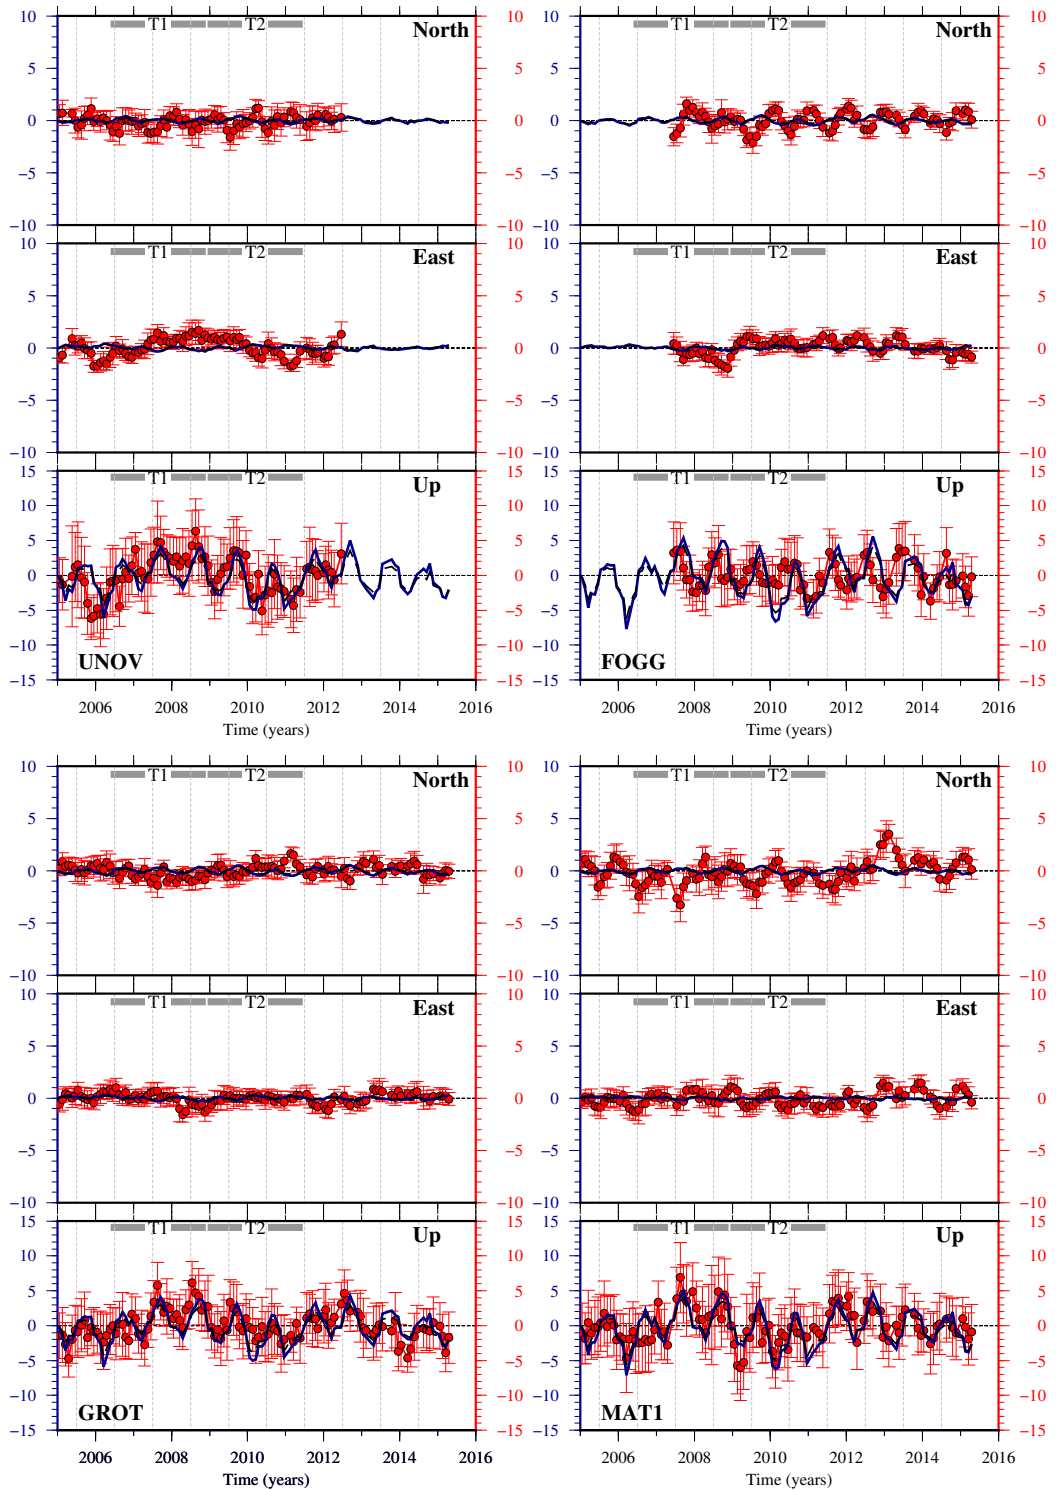 10 10 10 10
T1 T2 North T1 T2 North
5 5 5 5
0 0 0 0
−5 −5 −5 −5
−10 −10 −10 −10
10 10 10 10
T1 T2 East T1 T2 East
5 5 5 5
0 0 0 0
−5 −5 −5 −5
−10 −10 −10 −10
15 15 15 15
T1 T2 Up T1 T2 Up
10 10 10 10
5 5 5 5
0 0 0 0
−5 −5 −5 −5
−10 −10 −10 −10
UNOV FOGG
−15 −15 −15 −15
2006 2008 2010 2012 2014 2016 2006 2008 2010 2012 2014 2016
Time (years) Time (years)
10 10 10 10
T1 T2 North T1 T2 North
5 5 5 5
0 0 0 0
−5 −5 −5 −5
−10 −10 −10 −10
10 10 10 10
T1 T2 East T1 T2 East
5 5 5 5
0 0 0 0
−5 −5 −5 −5
−10 −10 −10 −10
15 15 15 15
T1 T2 Up T1 T2 Up
10 10 10 10
5 5 5 5
0 0 0 0
−5 −5 −5 −5
−10 −10 −10 −10
GROT MAT1
−15 −15 −15 −15
2006 2008 2010 2012 2014 2016 2006 2008 2010 2012 2014 2016
Time (years) Time (years)